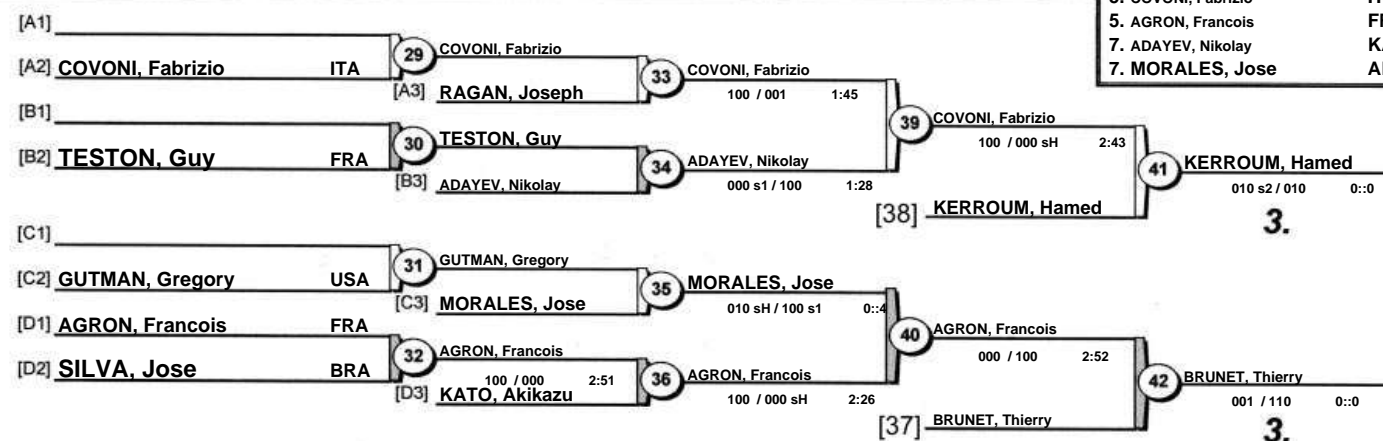 5. AGRON, Francois
7. ADAYEV, Nikolay
7. MORALES, Jose
[A1]
[A2] COVONI, Fabrizio ITA
29 COVONI, Fabrizio
[A3] RAGAN, Joseph
33 COVONI, Fabrizio
100 / 001 1:45
[B1]
[B2] TESTON, Guy FRA
30 TESTON, Guy
[B3] ADAYEV, Nikolay
34 ADAYEV, Nikolay
000 s1 / 100 1:28
39 COVONI, Fabrizio
100 / 000 sH 2:43
[38] KERROUM, Hamed
41 KERROUM, Hamed
010 s2 / 010 0::0
3.
[C1]
[C2] GUTMAN, Gregory USA
31 GUTMAN, Gregory
[C3] MORALES, Jose
35 MORALES, Jose
010 sH / 100 s1 0::4
[D1] AGRON, Francois FRA
[D2] SILVA, Jose BRA
32 AGRON, Francois
100 / 000 2:51
[D3] KATO, Akikazu
36 AGRON, Francois
100 / 000 sH 2:26
40 AGRON, Francois
000 / 100 2:52
[37] BRUNET, Thierry
42 BRUNET, Thierry
001 / 110 0::0
3.